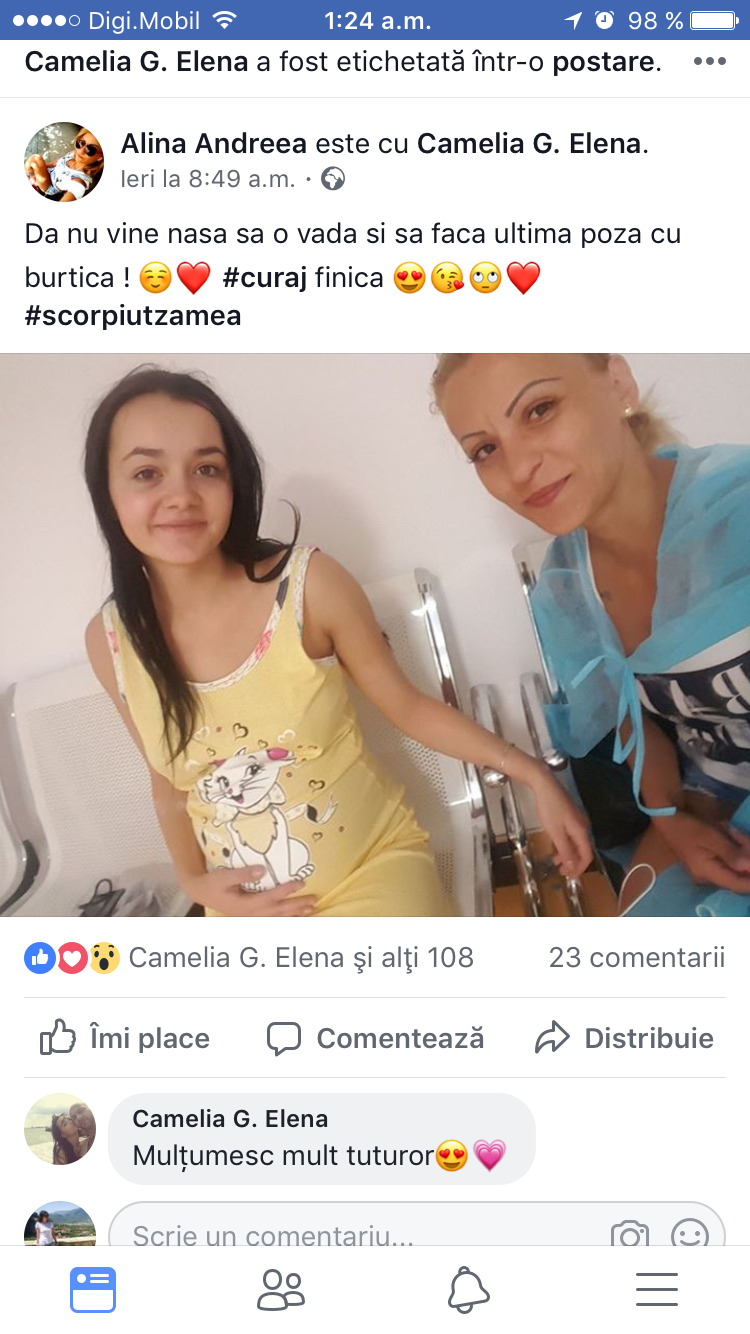 Digi.Mobil 1:24 a.m. 98 %
Camelia G. Elena a fost etichetată într-o postare.
Alina Andreea este cu Camelia G. Elena.
Ieri la 8:49 a.m.
Da nu vine nasa sa o vada si sa faca ultima poza cu
burtica ! ☺️❤️ #curaj finica 😍😘🙄❤️
#scorpiutzamea
Camelia G. Elena şi alţi 108 23 comentarii
Îmi place Comentează Distribuie
Camelia G. Elena
Mulțumesc mult tuturor😍💗
Scrie un comentariu...